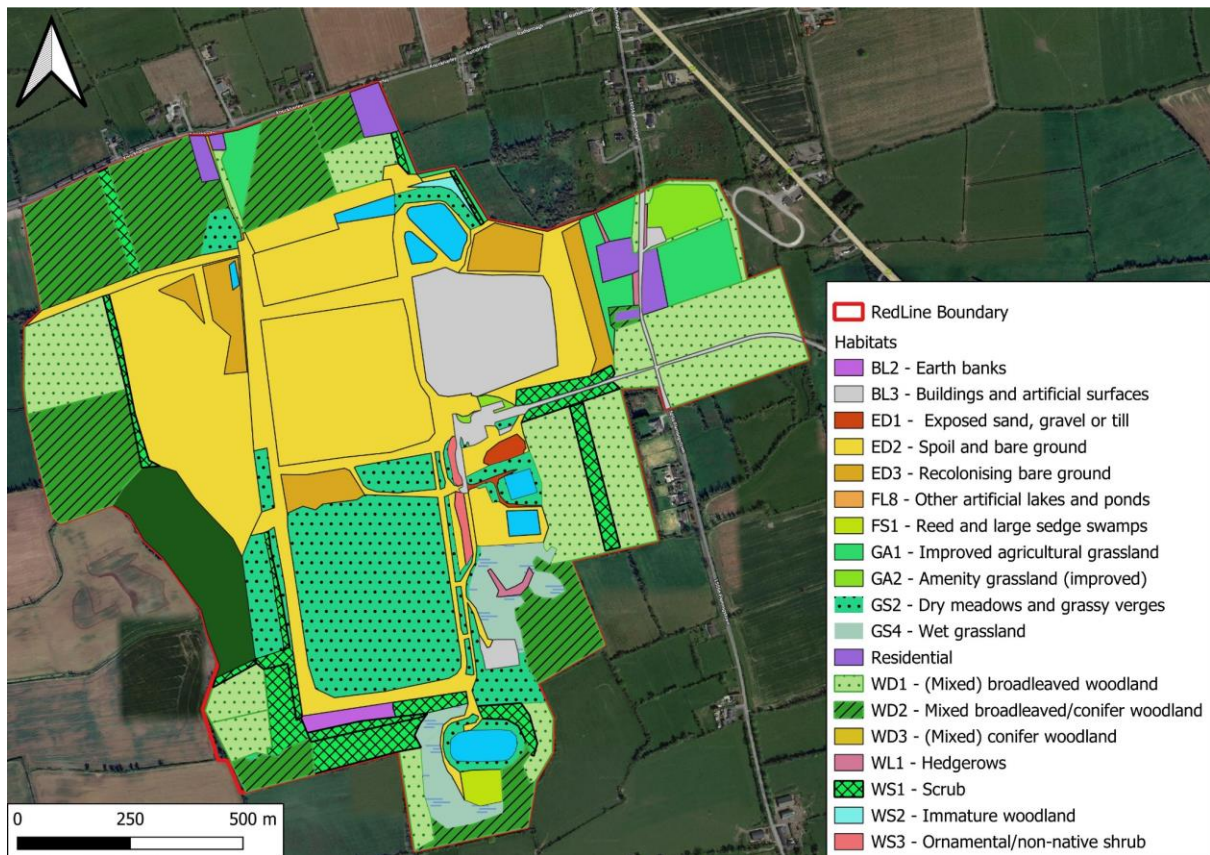 RedLine Boundary
Habitats
BL2 - Earth banks
BL3 - Buildings and artificial surfaces
ED1 - Exposed sand, gravel or till
ED2 - Spoil and bare ground
ED3 - Recolonising bare ground
FL8 - Other artificial lakes and ponds
FS1 - Reed and large sedge swamps
GA1 - Improved agricultural grassland
GA2 - Amenity grassland (improved)
GS2 - Dry meadows and grassy verges
GS4 - Wet grassland
Residential
WD1 - (Mixed) broadleaved woodland
WD2 - Mixed broadleaved/conifer woodland
WD3 - (Mixed) conifer woodland
WL1 - Hedgerows
WS1 - Scrub
WS2 - Immature woodland
WS3 - Ornamental/non-native shrub
0 250 500 m